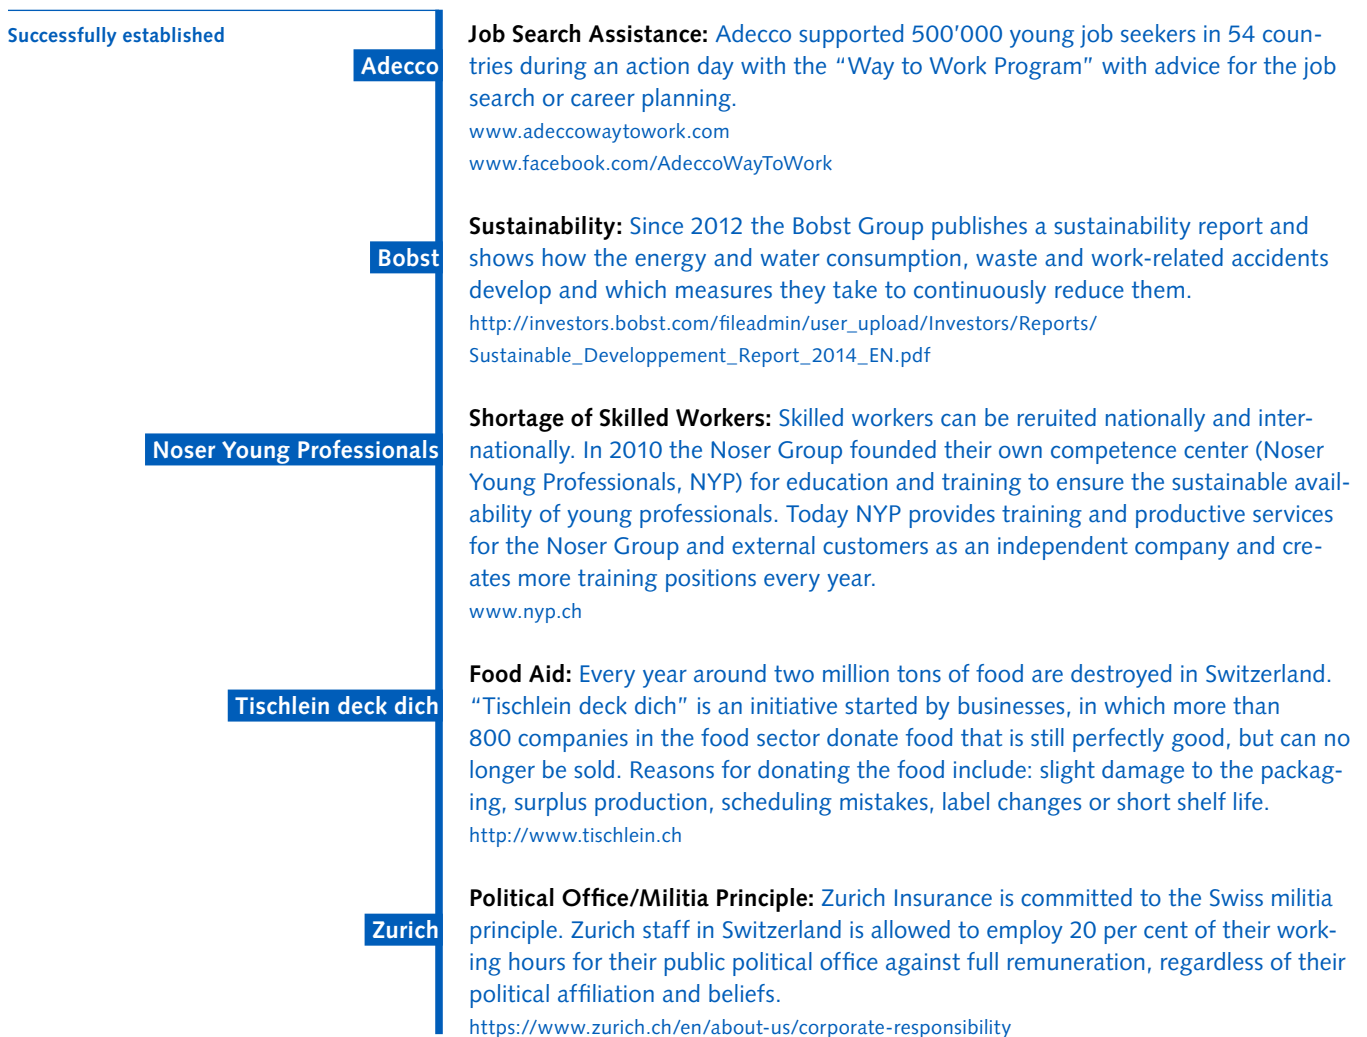 Successfully established
Adecco
Job Search Assistance: Adecco supported 500’000 young job seekers in 54 coun-
tries during an action day with the “Way to Work Program” with advice for the job
search or career planning.
www.adeccowaytowork.com
www.facebook.com/AdeccoWayToWork
Bobst
Sustainability: Since 2012 the Bobst Group publishes a sustainability report and
shows how the energy and water consumption, waste and work-related accidents
develop and which measures they take to continuously reduce them.
http://investors.bobst.com/fileadmin/user_upload/Investors/Reports/
Sustainable_Developpement_Report_2014_EN.pdf
Noser Young Professionals
Shortage of Skilled Workers: Skilled workers can be reruited nationally and inter-
nationally. In 2010 the Noser Group founded their own competence center (Noser
Young Professionals, NYP) for education and training to ensure the sustainable avail-
ability of young professionals. Today NYP provides training and productive services
for the Noser Group and external customers as an independent company and cre-
ates more training positions every year.
www.nyp.ch
Tischlein deck dich
Food Aid: Every year around two million tons of food are destroyed in Switzerland.
“Tischlein deck dich” is an initiative started by businesses, in which more than
800 companies in the food sector donate food that is still perfectly good, but can no
longer be sold. Reasons for donating the food include: slight damage to the packag-
ing, surplus production, scheduling mistakes, label changes or short shelf life.
http://www.tischlein.ch
Zurich
Political Office/Militia Principle: Zurich Insurance is committed to the Swiss militia
principle. Zurich staff in Switzerland is allowed to employ 20 per cent of their work-
ing hours for their public political office against full remuneration, regardless of their
political affiliation and beliefs.
https://www.zurich.ch/en/about-us/corporate-responsibility